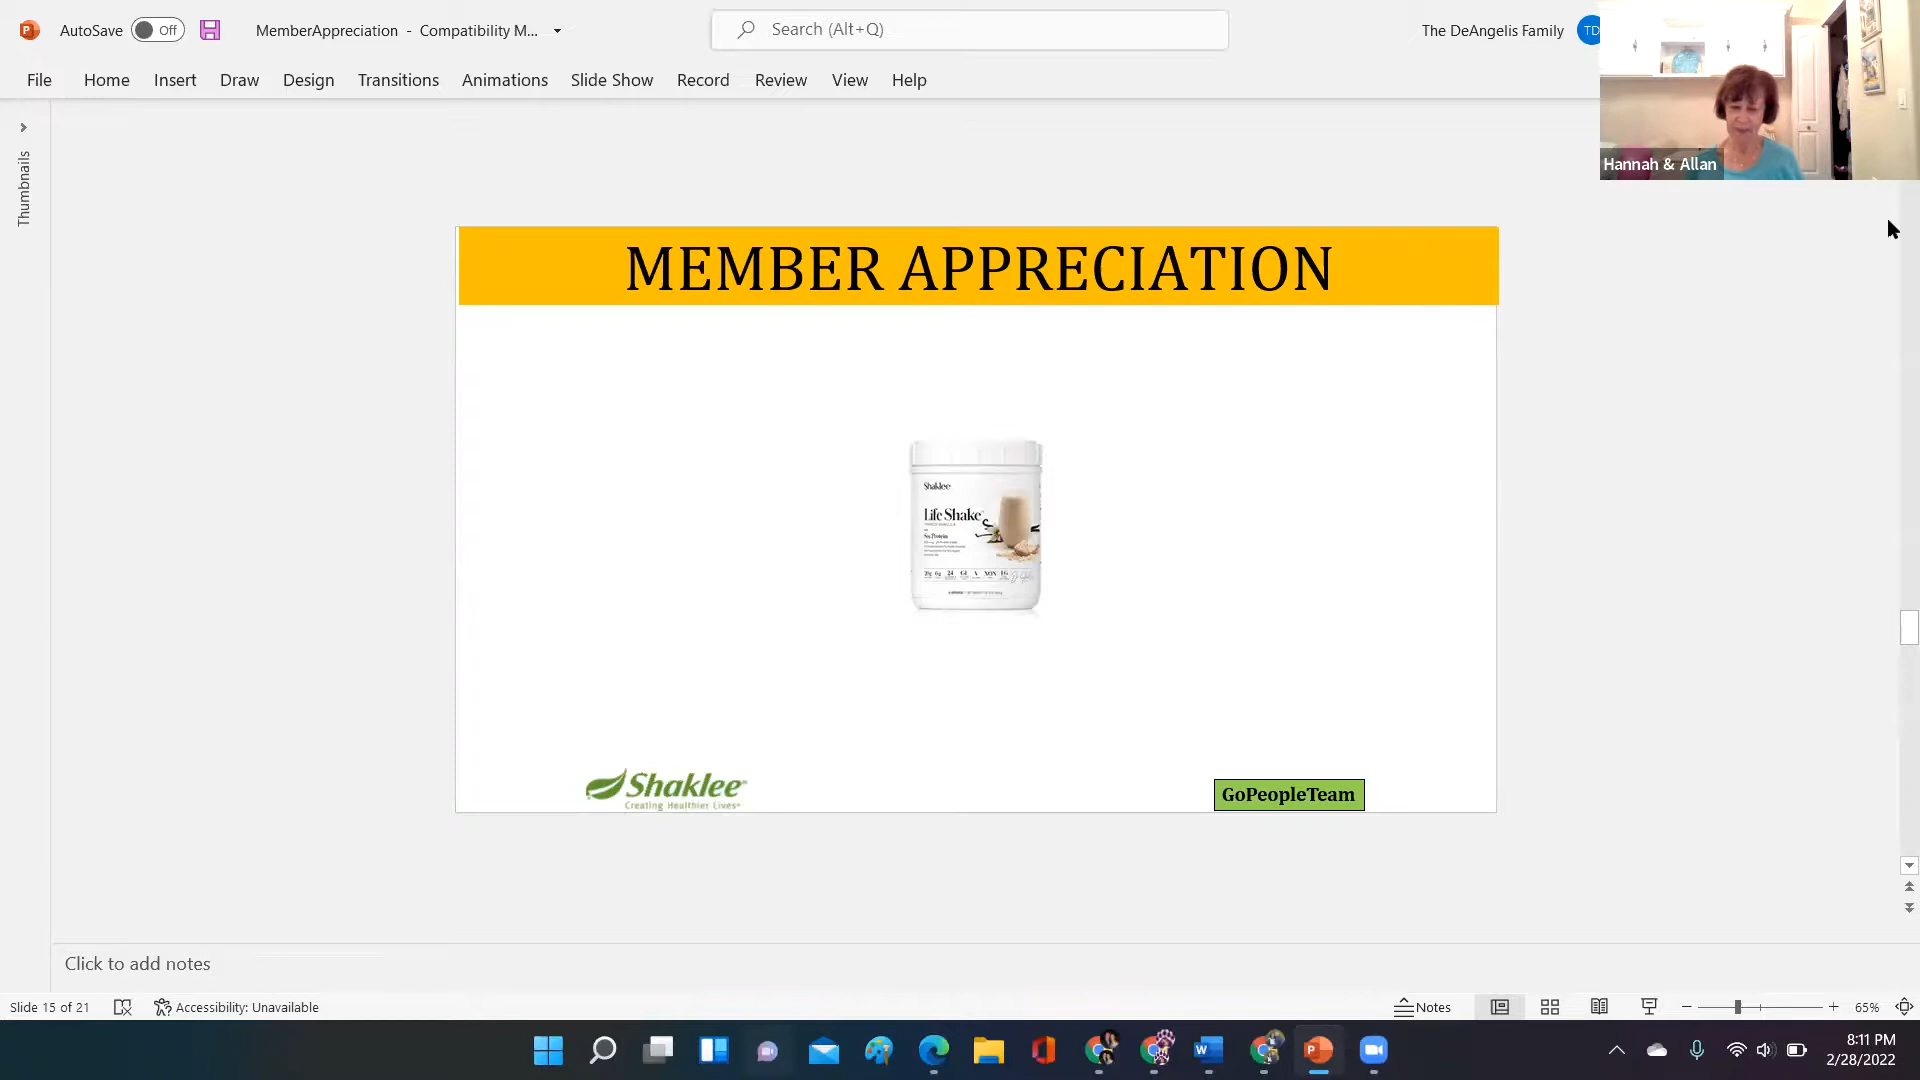 AutoSave Off MemberAppreciation - Compatibility M... Search (Alt+Q) The DeAngelis Family TD
File Home Insert Draw Design Transitions Animations Slide Show Record Review View Help
Hannah & Allan
Thumbnails
MEMBER APPRECIATION
Shaklee
Life Shake
Soy Protein
Shaklee®
Creating Healthier Lives®
GoPeopleTeam
Click to add notes
Slide 15 of 21 Accessibility: Unavailable Notes 65%
8:11 PM
2/28/2022